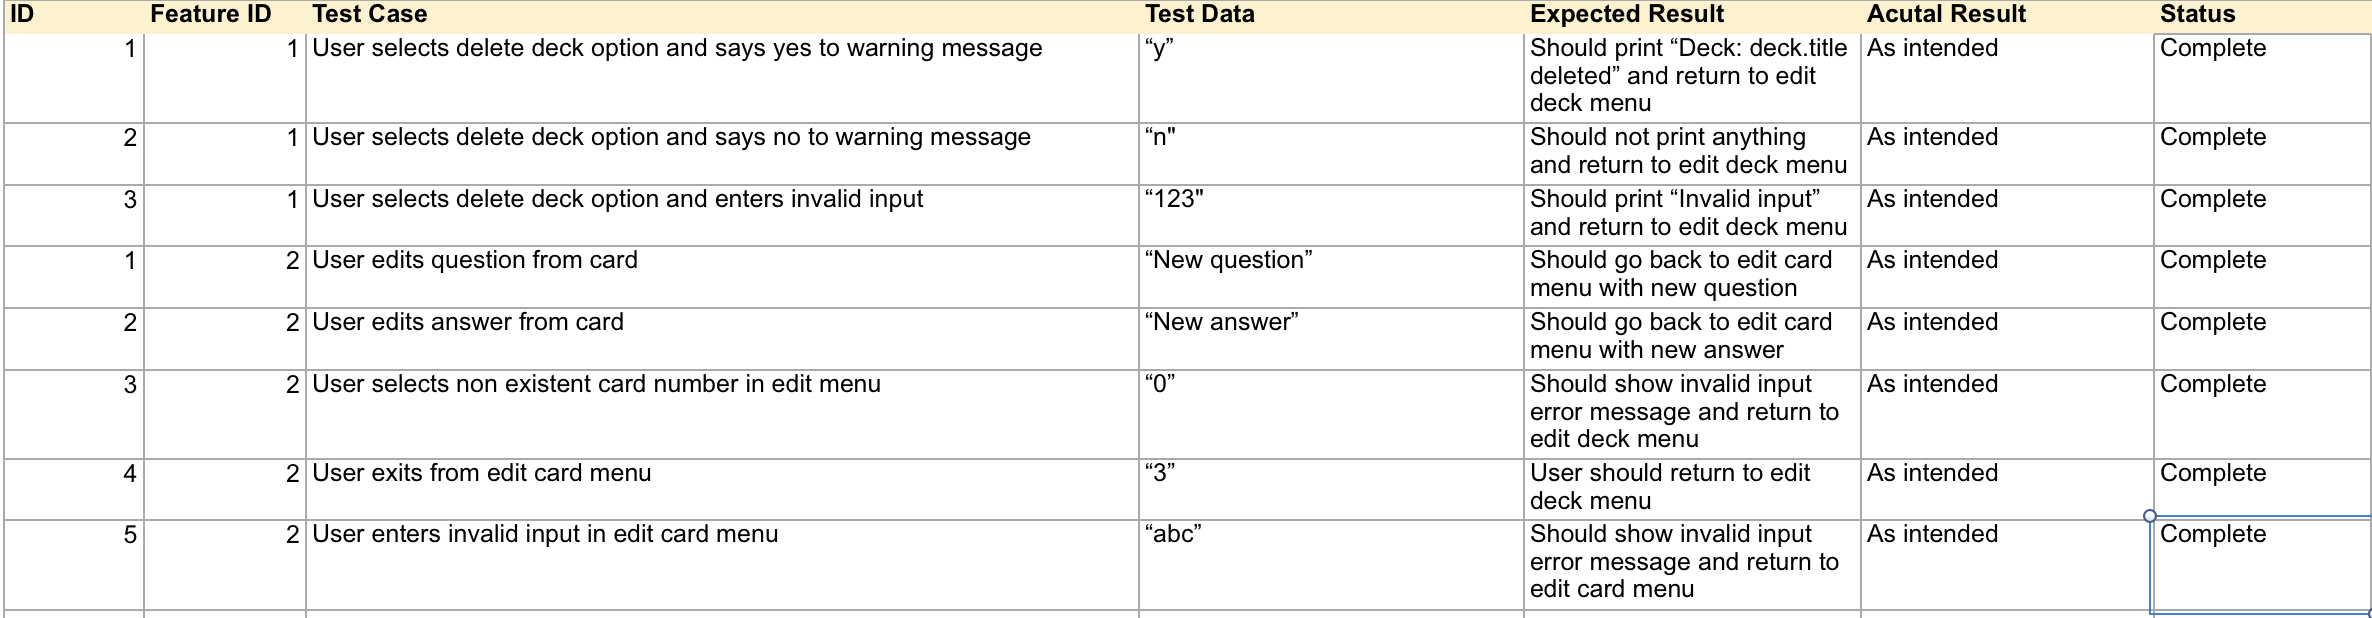 ID Feature ID Test Case Test Data Expected Result Acutal Result Status
1 1 User selects delete deck option and says yes to warning message “y” Should print “Deck: deck.title As intended Complete
deleted” and return to edit
deck menu
2 1 User selects delete deck option and says no to warning message “n" Should not print anything As intended Complete
and return to edit deck menu
3 1 User selects delete deck option and enters invalid input “123" Should print “Invalid input” As intended Complete
and return to edit deck menu
1 2 User edits question from card “New question” Should go back to edit card As intended Complete
menu with new question
2 2 User edits answer from card “New answer” Should go back to edit card As intended Complete
menu with new answer
3 2 User selects non existent card number in edit menu “0” Should show invalid input As intended Complete
error message and return to
edit deck menu
4 2 User exits from edit card menu “3” User should return to edit As intended Complete
deck menu
5 2 User enters invalid input in edit card menu “abc” Should show invalid input As intended Complete
error message and return to
edit card menu